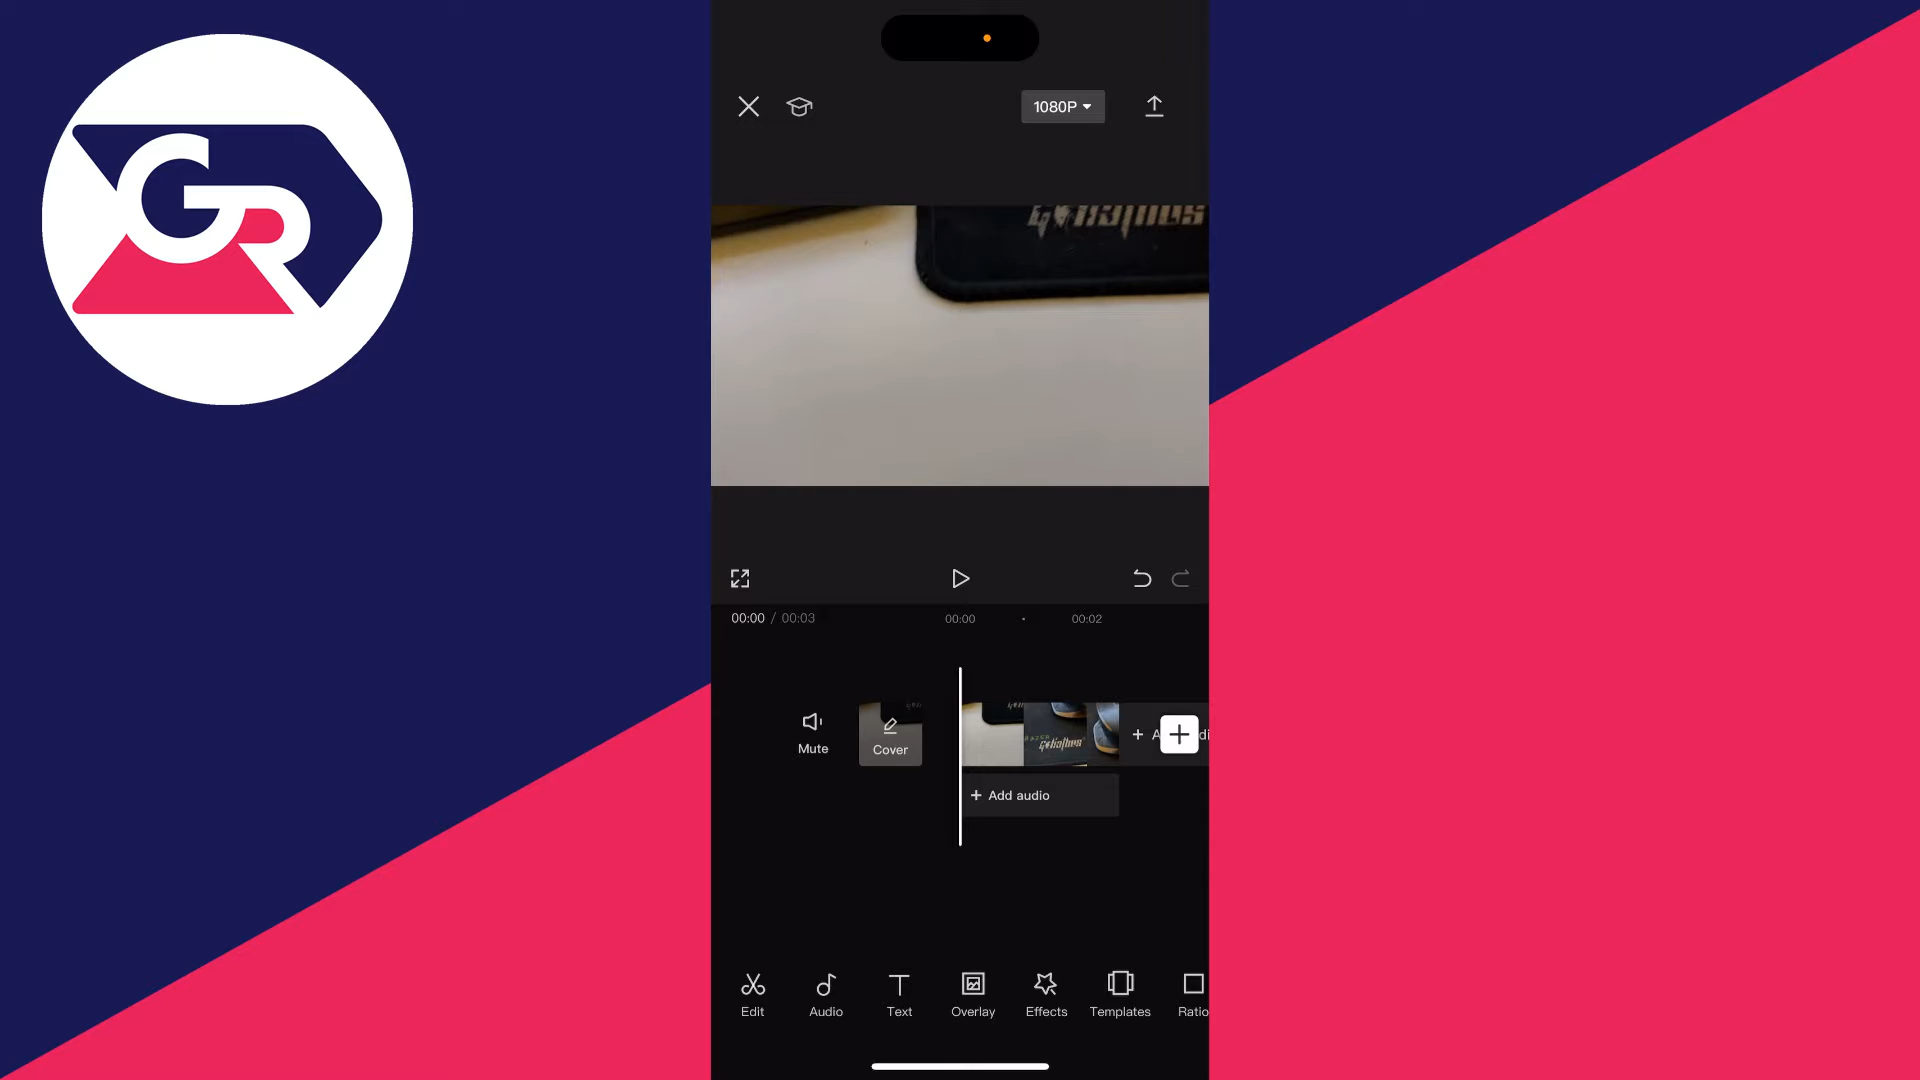 GR
1080P
00:00 / 00:03
00:00
00:02
Mute
Cover
+ Add audio
Edit
Audio
Text
Overlay
Effects
Templates
Ratio